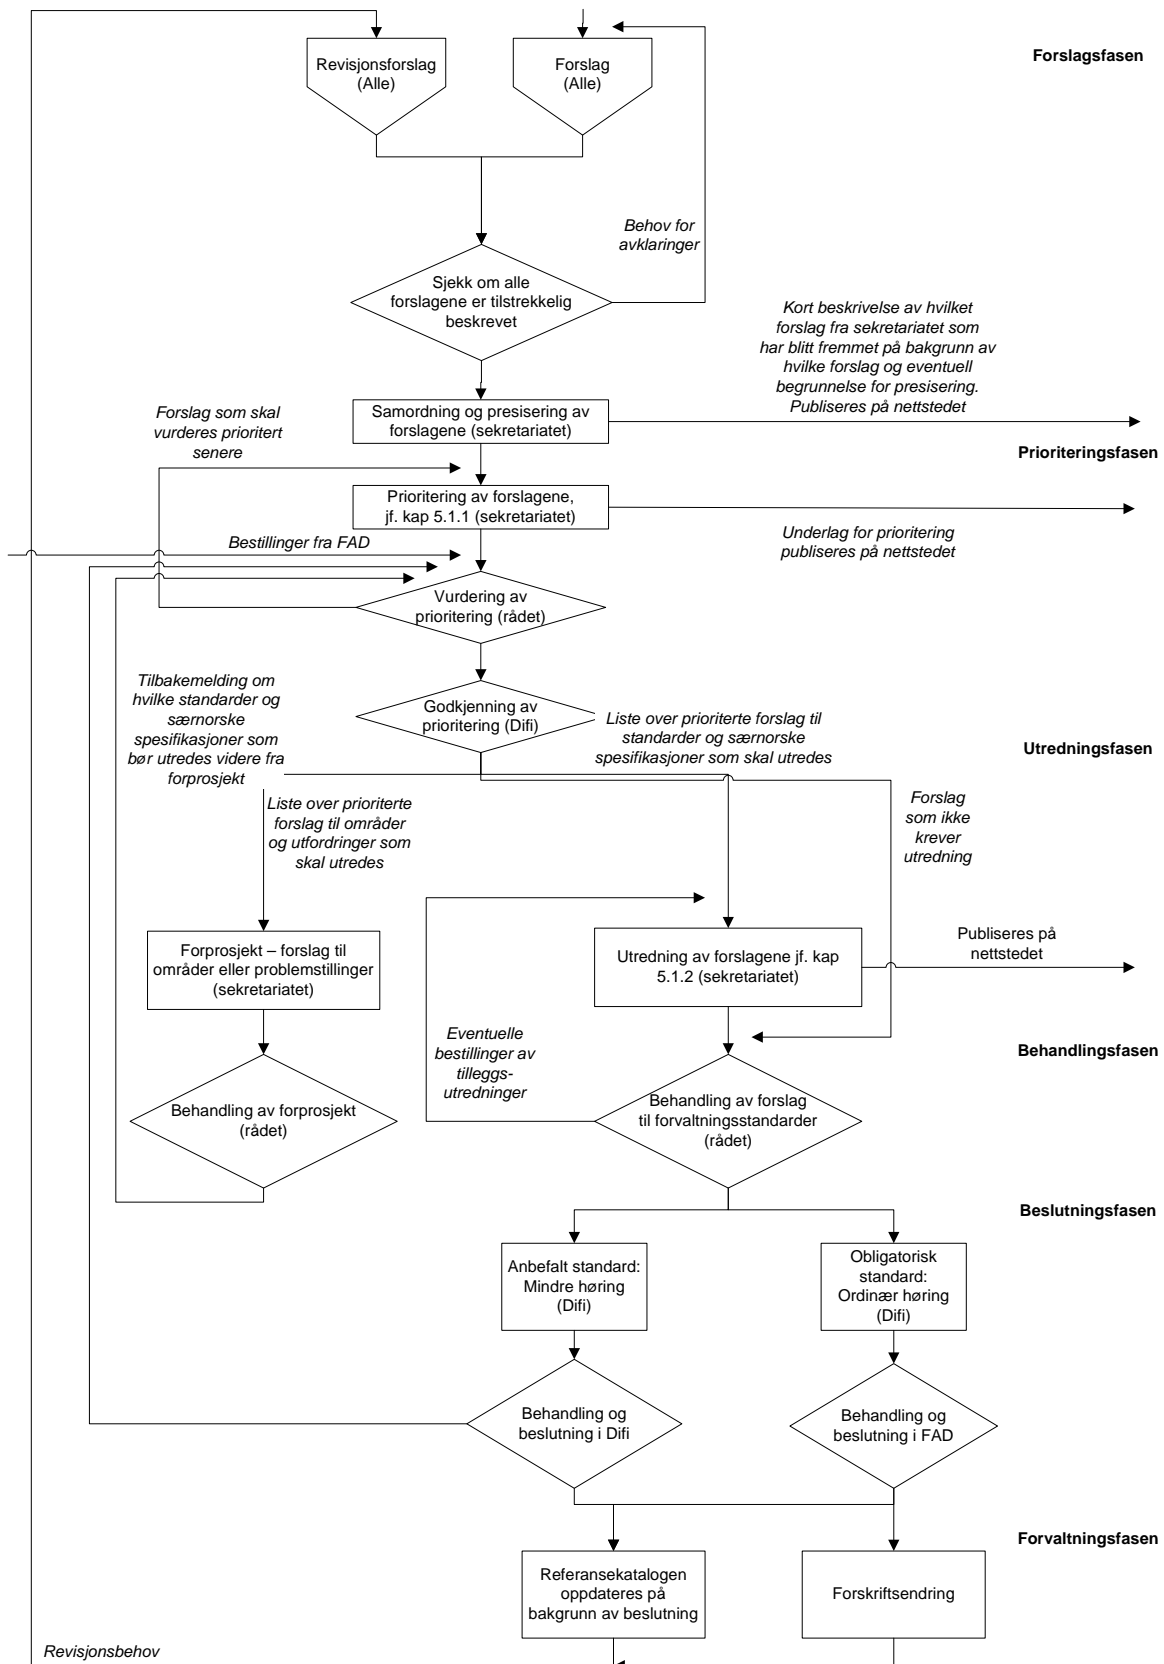 Forslagsfasen
Revisjonsforslag
(Alle)
Forslag
(Alle)
Behov for
avklaringer
Sjekk om alle
forslagene er tilstrekkelig
beskrevet
Kort beskrivelse av hvilket
forslag fra sekretariatet som
har blitt fremmet på bakgrunn av
hvilke forslag og eventuell
begrunnelse for presisering.
Publiseres på nettstedet
Forslag som skal
vurderes prioritert
senere
Samordning og presisering av
forslagene (sekretariatet)
Prioriteringsfasen
Prioritering av forslagene,
jf. kap 5.1.1 (sekretariatet)
Underlag for prioritering
publiseres på nettstedet
Bestillinger fra FAD
Vurdering av
prioritering (rådet)
Tilbakemelding om
hvilke standarder og
særnorske
spesifikasjoner som
bør utredes videre fra
forprosjekt
Godkjenning av
prioritering (Difi)
Liste over prioriterte forslag til
standarder og særnorske
spesifikasjoner som skal utredes
Utredningsfasen
Liste over prioriterte
forslag til områder
og utfordringer som
skal utredes
Forslag
som ikke
krever
utredning
Forprosjekt – forslag til
områder eller problemstillinger
(sekretariatet)
Utredning av forslagene jf. kap
5.1.2 (sekretariatet)
Publiseres på
nettstedet
Eventuelle
bestillinger av
tilleggs-
utredninger
Behandlingsfasen
Behandling av forprosjekt
(rådet)
Behandling av forslag
til forvaltningsstandarder
(rådet)
Beslutningsfasen
Anbefalt standard:
Mindre høring
(Difi)
Obligatorisk
standard:
Ordinær høring
(Difi)
Behandling og
beslutning i Difi
Behandling og
beslutning i FAD
Forvaltningsfasen
Referansekatalogen
oppdateres på
bakgrunn av beslutning
Forskriftsendring
Revisjonsbehov